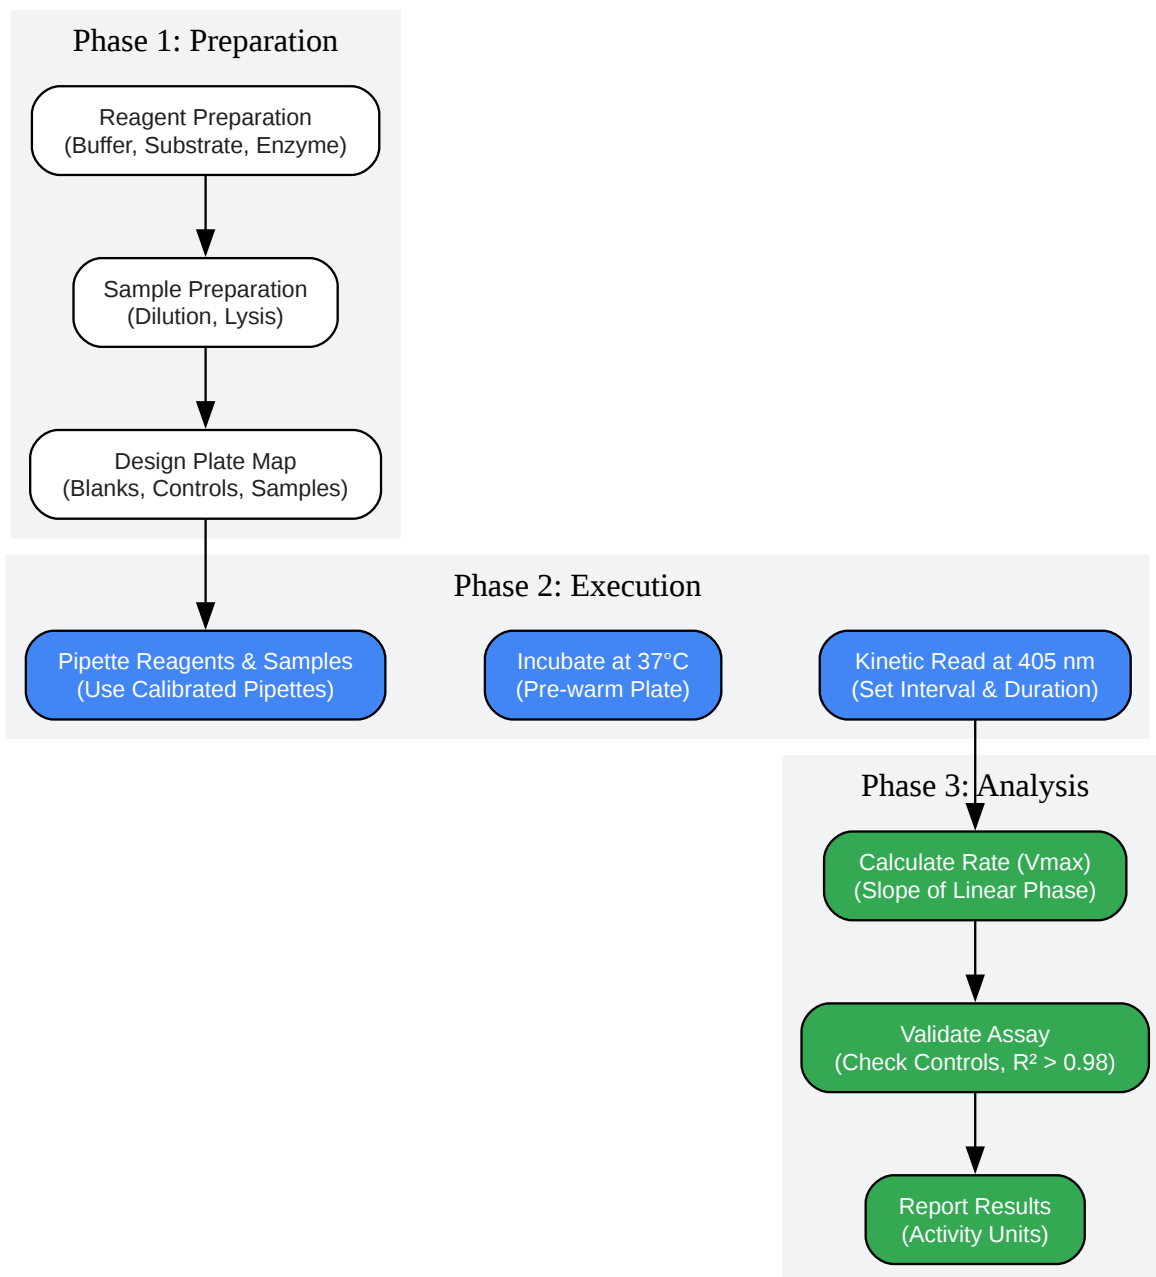 Phase 1: Preparation
Reagent Preparation
(Buffer, Substrate, Enzyme)
Sample Preparation
(Dilution, Lysis)
Design Plate Map
(Blanks, Controls, Samples)
Phase 2: Execution
Pipette Reagents & Samples
(Use Calibrated Pipettes)
Incubate at 37°C
(Pre-warm Plate)
Kinetic Read at 405 nm
(Set Interval & Duration)
Phase 3: Analysis
Calculate Rate (Vmax)
(Slope of Linear Phase)
Validate Assay
(Check Controls, R² > 0.98)
Report Results
(Activity Units)